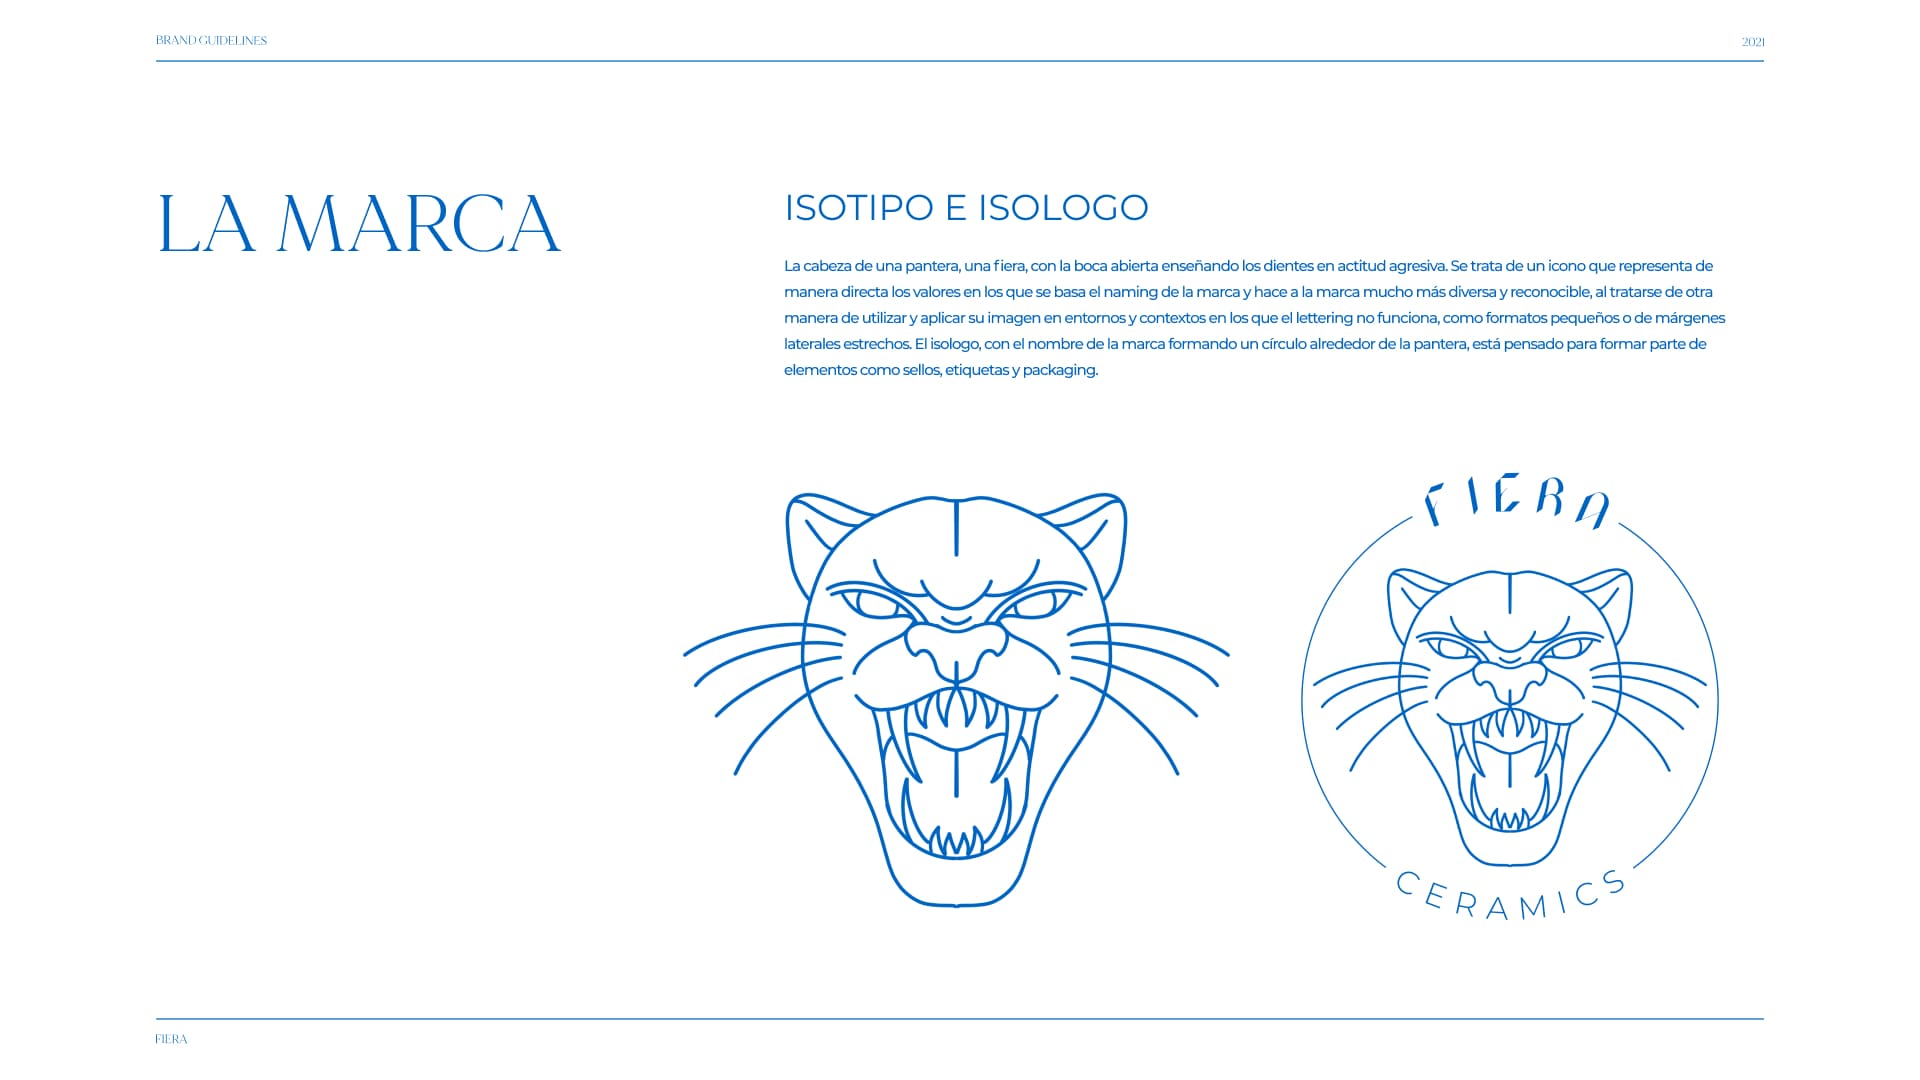 BRAND GUIDELINES
2021
LA MARCA
ISOTIPO E ISOLOGO
La cabeza de una pantera, una fiera, con la boca abierta enseñando los dientes en actitud agresiva. Se trata de un icono que representa de
manera directa los valores en los que se basa el naming de la marca y hace a la marca mucho más diversa y reconocible, al tratarse de otra
manera de utilizar y aplicar su imagen en entornos y contextos en los que el lettering no funciona, como formatos pequeños o de márgenes
laterales estrechos. El isologo, con el nombre de la marca formando un círculo alrededor de la pantera, está pensado para formar parte de
elementos como sellos, etiquetas y packaging.
FIERA
CERAMICS
FIERA